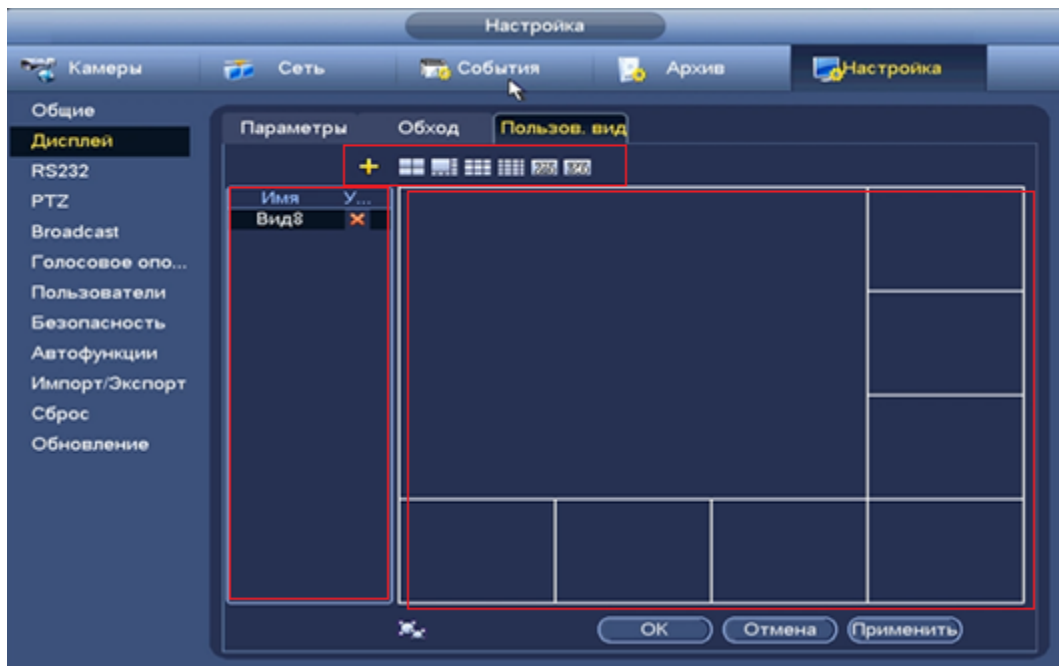 Настройка
Камеры
Сеть
События
Архив
Настройка
Общие
Дисплей
RS232
PTZ
Broadcast
Голосовое опо...
Пользователи
Безопасность
Автофункции
Импорт/Экспорт
Сброс
Обновление
Параметры
Обход
Пользов. вид
Имя У...
Вид8
ОК
Отмена
Применить